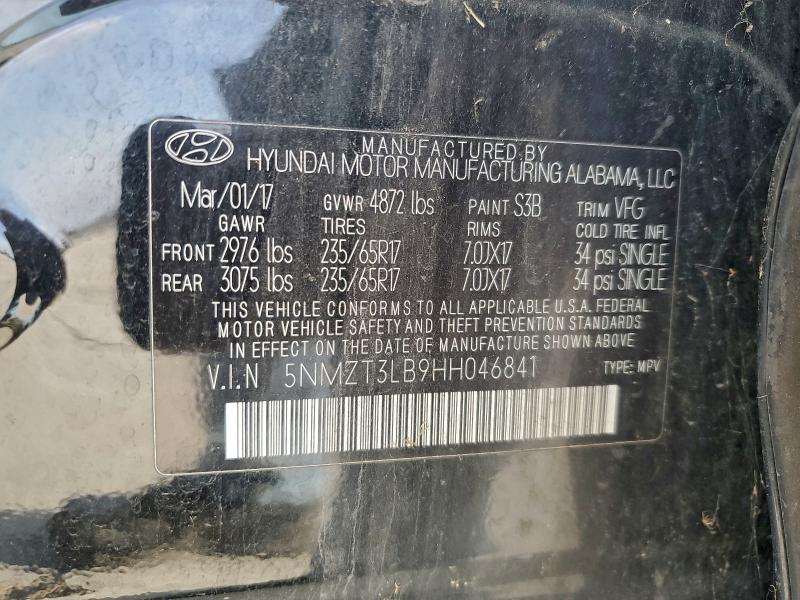 MANUFACTURED BY
HYUNDAI MOTOR MANUFACTURING ALABAMA, LLC
Mar/01/17 GVWR 4872 lbs PAINT S3B TRIM VFG
GAWR TIRES RIMS COLD TIRE INFL
FRONT 2976 lbs 235/65R17 7.0JX17 34 psi SINGLE
REAR 3075 lbs 235/65R17 7.0JX17 34 psi SINGLE
THIS VEHICLE CONFORMS TO ALL APPLICABLE U.S.A. FEDERAL
MOTOR VEHICLE SAFETY AND THEFT PREVENTION STANDARDS
IN EFFECT ON THE DATE OF MANUFACTURE SHOWN ABOVE
V.I.N 5NMZT3LB9HH046841 TYPE: MPV